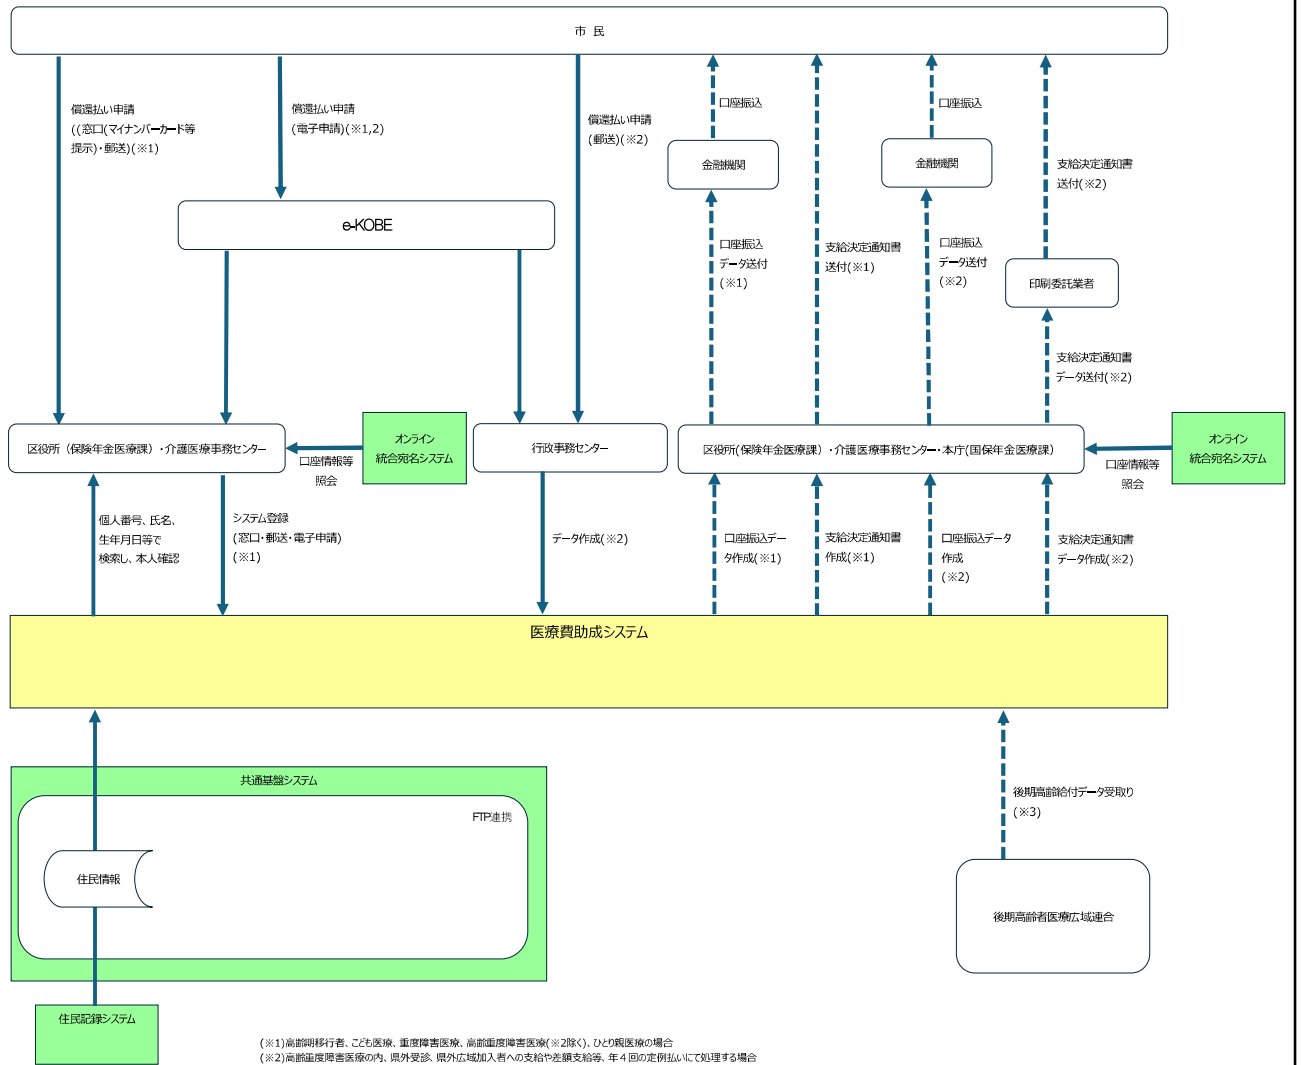 市 民
償還払い申請
((窓口(マイナンバーカード等
提示)・郵送)(※1)
償還払い申請
(電子申請)(※1,2)
償還払い申請
(郵送)(※2)
口座振込
口座振込
金融機関
金融機関
支給決定通知書
送付(※2)
e-KOBE
口座振込
データ送付
(※1)
支給決定通知書
送付(※1)
口座振込
データ送付
(※2)
印刷委託業者
支給決定通知書
データ送付(※2)
区役所（保険年金医療課）・介護医療事務センター
オンライン
統合宛名システム
口座情報等
照会
行政事務センター
区役所(保険年金医療課）・介護医療事務センター・本庁(国保年金医療課)
オンライン
統合宛名システム
口座情報等
照会
個人番号、氏名、
生年月日等で
検索し、本人確認
システム登録
(窓口・郵送・電子申請)
(※1)
データ作成(※2)
口座振込デー
タ作成(※1)
支給決定通知書
作成(※1)
口座振込データ
作成
(※2)
支給決定通知書
データ作成(※2)
医療費助成システム
共通基盤システム
FTP連携
住民情報
後期高齢給付データ受取り
(※3)
後期高齢者医療広域連合
住民記録システム
(※1)高齢期移行者、こども医療、重度障害医療、高齢重度障害医療(※2除く)、ひとり親医療の場合
(※2)高齢重度障害医療の内、県外受診、県外広域加入者への支給や差額支給等、年４回の定例払いにて処理する場合